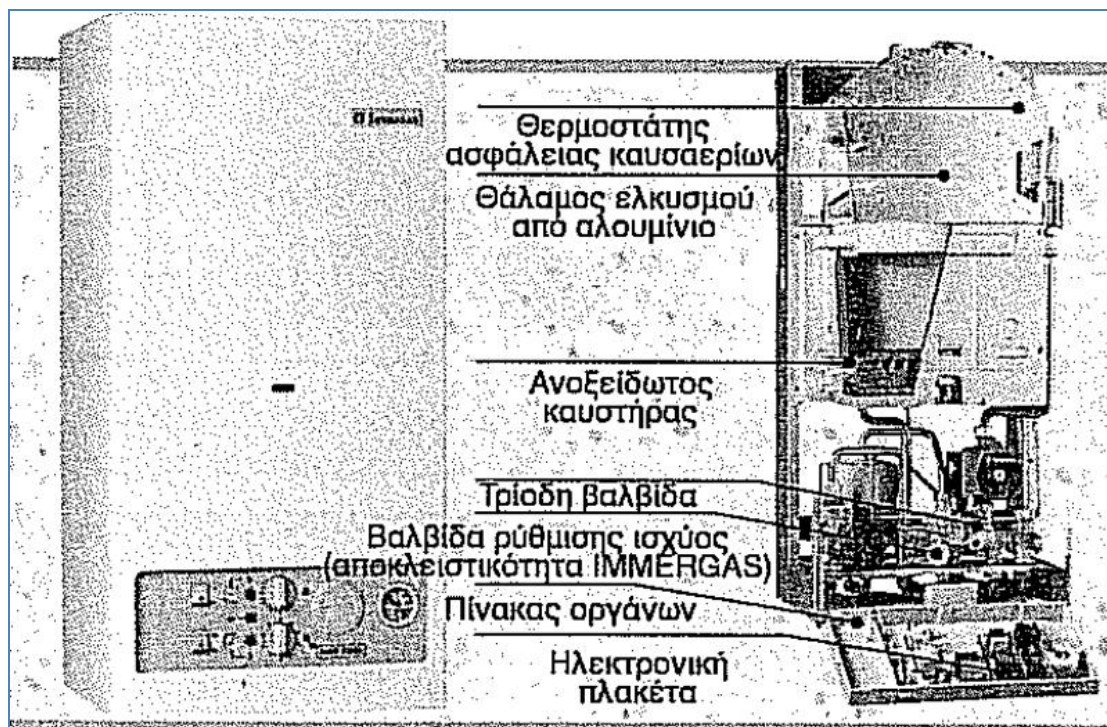 Θερμοστάτης
ασφάλειας καυσαερίων
Θάλαμος ελκυσμού
από αλουμίνιο
Ανοξείδωτος
καυστήρας
Τρίοδη βαλβίδα
Βαλβίδα ρύθμισης ισχύος
(αποκλειστικότητα IMMERGAS)
Πίνακας οργάνων
Ηλεκτρονική
πλακέτα